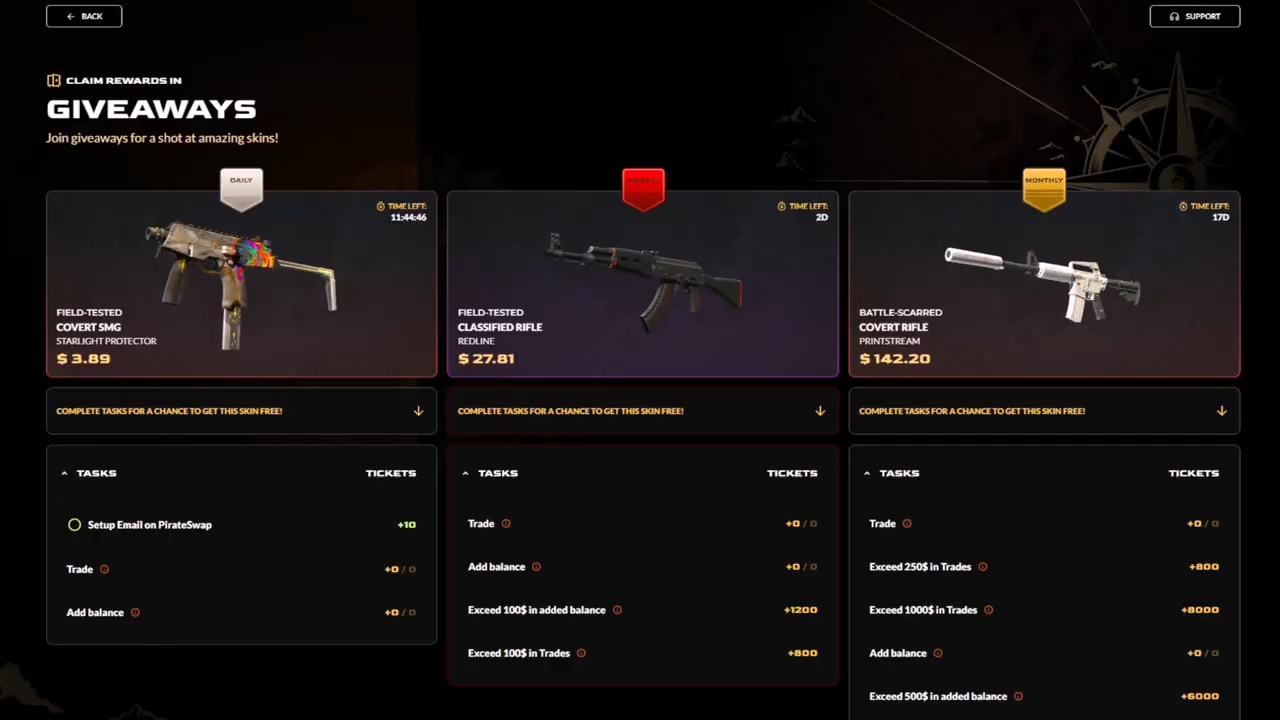 BACK
SUPPORT
CLAIM REWARDS IN
GIVEAWAYS
Join giveaways for a shot at amazing skins!
DAILY
TIME LEFT:
11:44:46
FIELD-TESTED
COVERT SMG
STARLIGHT PROTECTOR
$ 3.89
WEEKLY
TIME LEFT:
2D
FIELD-TESTED
CLASSIFIED RIFLE
REDLINE
$ 27.81
MONTHLY
TIME LEFT:
17D
BATTLE-SCARRED
COVERT RIFLE
PRINTSTREAM
$ 142.20
COMPLETE TASKS FOR A CHANCE TO GET THIS SKIN FREE!
COMPLETE TASKS FOR A CHANCE TO GET THIS SKIN FREE!
COMPLETE TASKS FOR A CHANCE TO GET THIS SKIN FREE!
TASKS TICKETS
Setup Email on PirateSwap +10
Trade +0 / 0
Add balance +0 / 0
TASKS TICKETS
Trade +0 / 0
Add balance +0 / 0
Exceed 100$ in added balance +1200
Exceed 100$ in Trades +800
TASKS TICKETS
Trade +0 / 0
Exceed 250$ in Trades +800
Exceed 1000$ in Trades +8000
Add balance +0 / 0
Exceed 500$ in added balance +6000